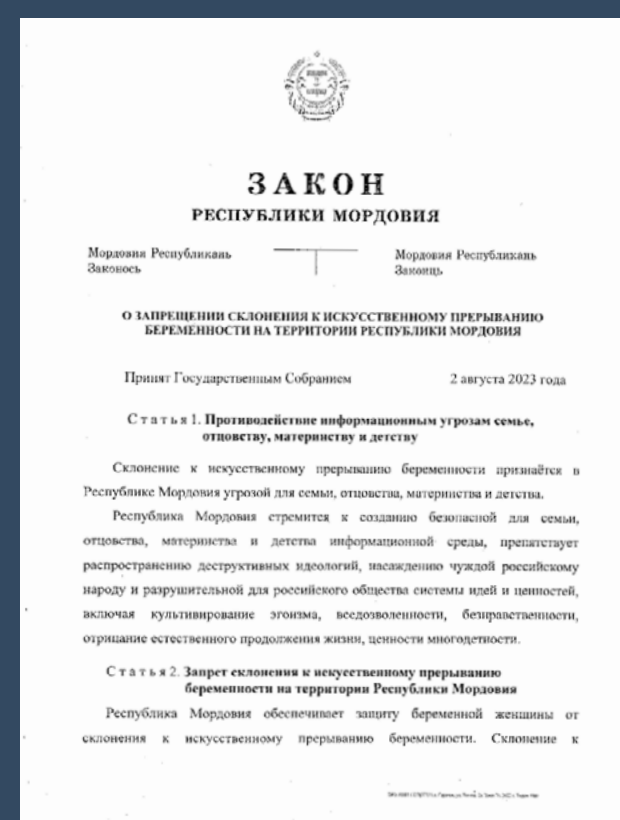 ЗАКОН
РЕСПУБЛИКИ МОРДОВИЯ
Мордовия Республикань
Законось
Мордовия Республикань
Законць
О ЗАПРЕЩЕНИИ СКЛОНЕНИЯ К ИСКУССТВЕННОМУ ПРЕРЫВАНИЮ
БЕРЕМЕННОСТИ НА ТЕРРИТОРИИ РЕСПУБЛИКИ МОРДОВИЯ
Принят Государственным Собранием
2 августа 2023 года
Статья 1. Противодействие информационным угрозам семье,
отцовству, материнству и детству
Склонение к искусственному прерыванию беременности признаётся в
Республике Мордовия угрозой для семьи, отцовства, материнства и детства.
Республика Мордовия стремится к созданию безопасной для семьи,
отцовства, материнства и детства информационной среды, препятствует
распространению деструктивных идеологий, насаждению чуждой российскому
народу и разрушительной для российского общества системы идей и ценностей,
включая культивирование эгоизма, вседозволенности, безнравственности,
отрицание естественного продолжения жизни, ценности многодетности.
Статья 2. Запрет склонения к искусственному прерыванию
беременности на территории Республики Мордовия
Республика Мордовия обеспечивает защиту беременной женщины от
склонения к искусственному прерыванию беременности. Склонение к